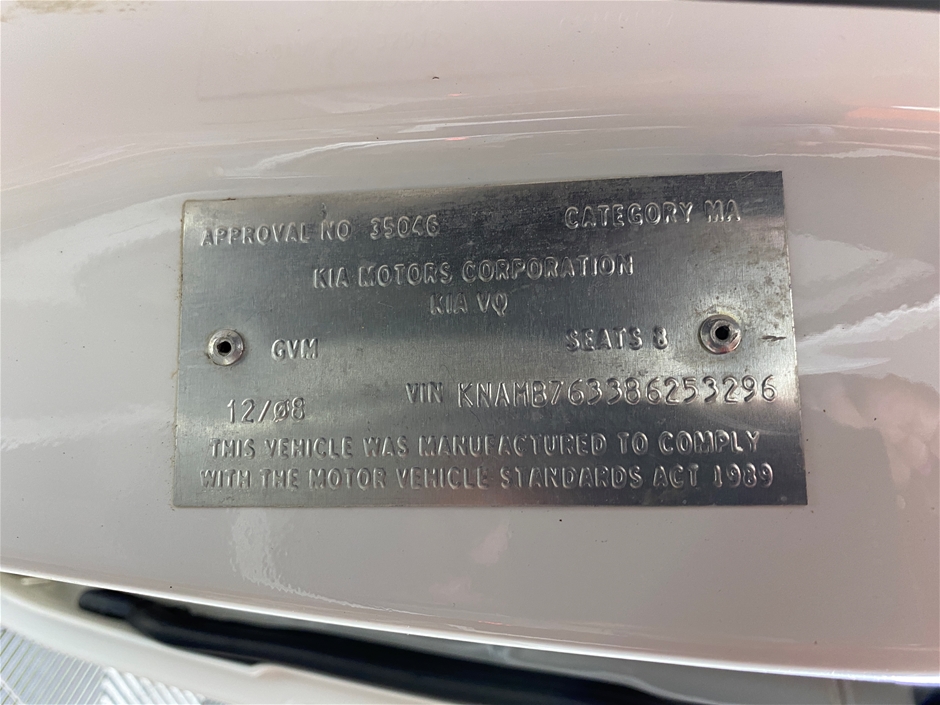 APPROVAL NO 35046 CATEGORY MA
KIA MOTORS CORPORATION
KIA VQ
GVM SEATS 8
12/08 VIN KNAMB763386253296
THIS VEHICLE WAS MANUFACTURED TO COMPLY
WITH THE MOTOR VEHICLE STANDARDS ACT 1989